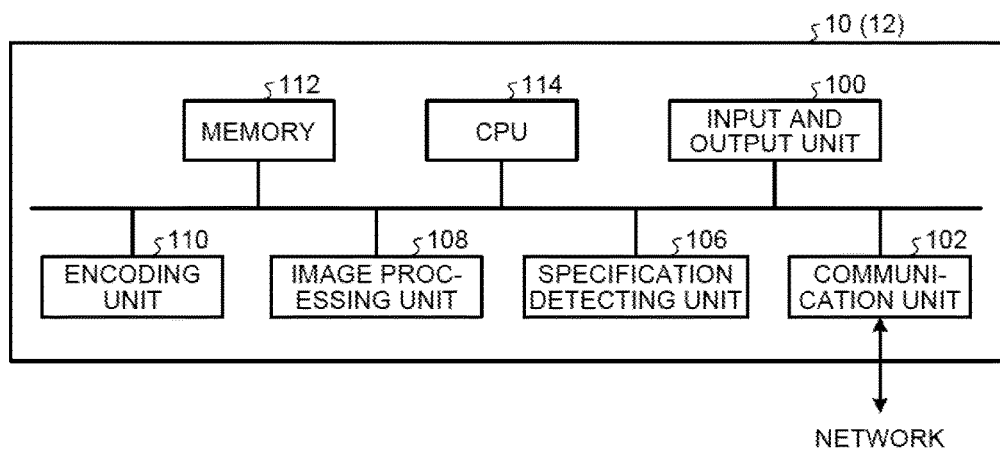 10 (12)
112
114
100
MEMORY
CPU
INPUT AND
OUTPUT UNIT
110
108
106
102
ENCODING
UNIT
IMAGE PROC-
ESSING UNIT
SPECIFICATION
DETECTING UNIT
COMMUNI-
CATION UNIT
NETWORK